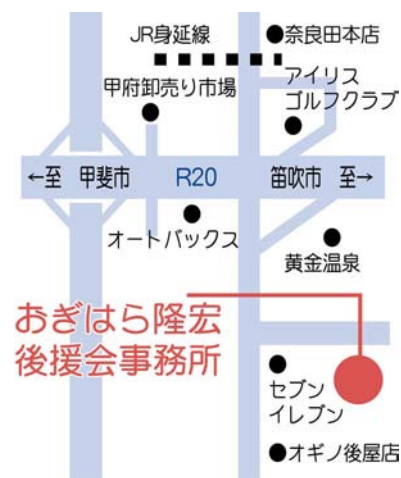 JR身延線
奈良田本店
甲府卸売り市場
アイリス
ゴルフクラブ
←至 甲斐市
R20
笛吹市 至→
オートバックス
黄金温泉
おぎはら隆宏
後援会事務所
セブン
イレブン
オギノ後屋店